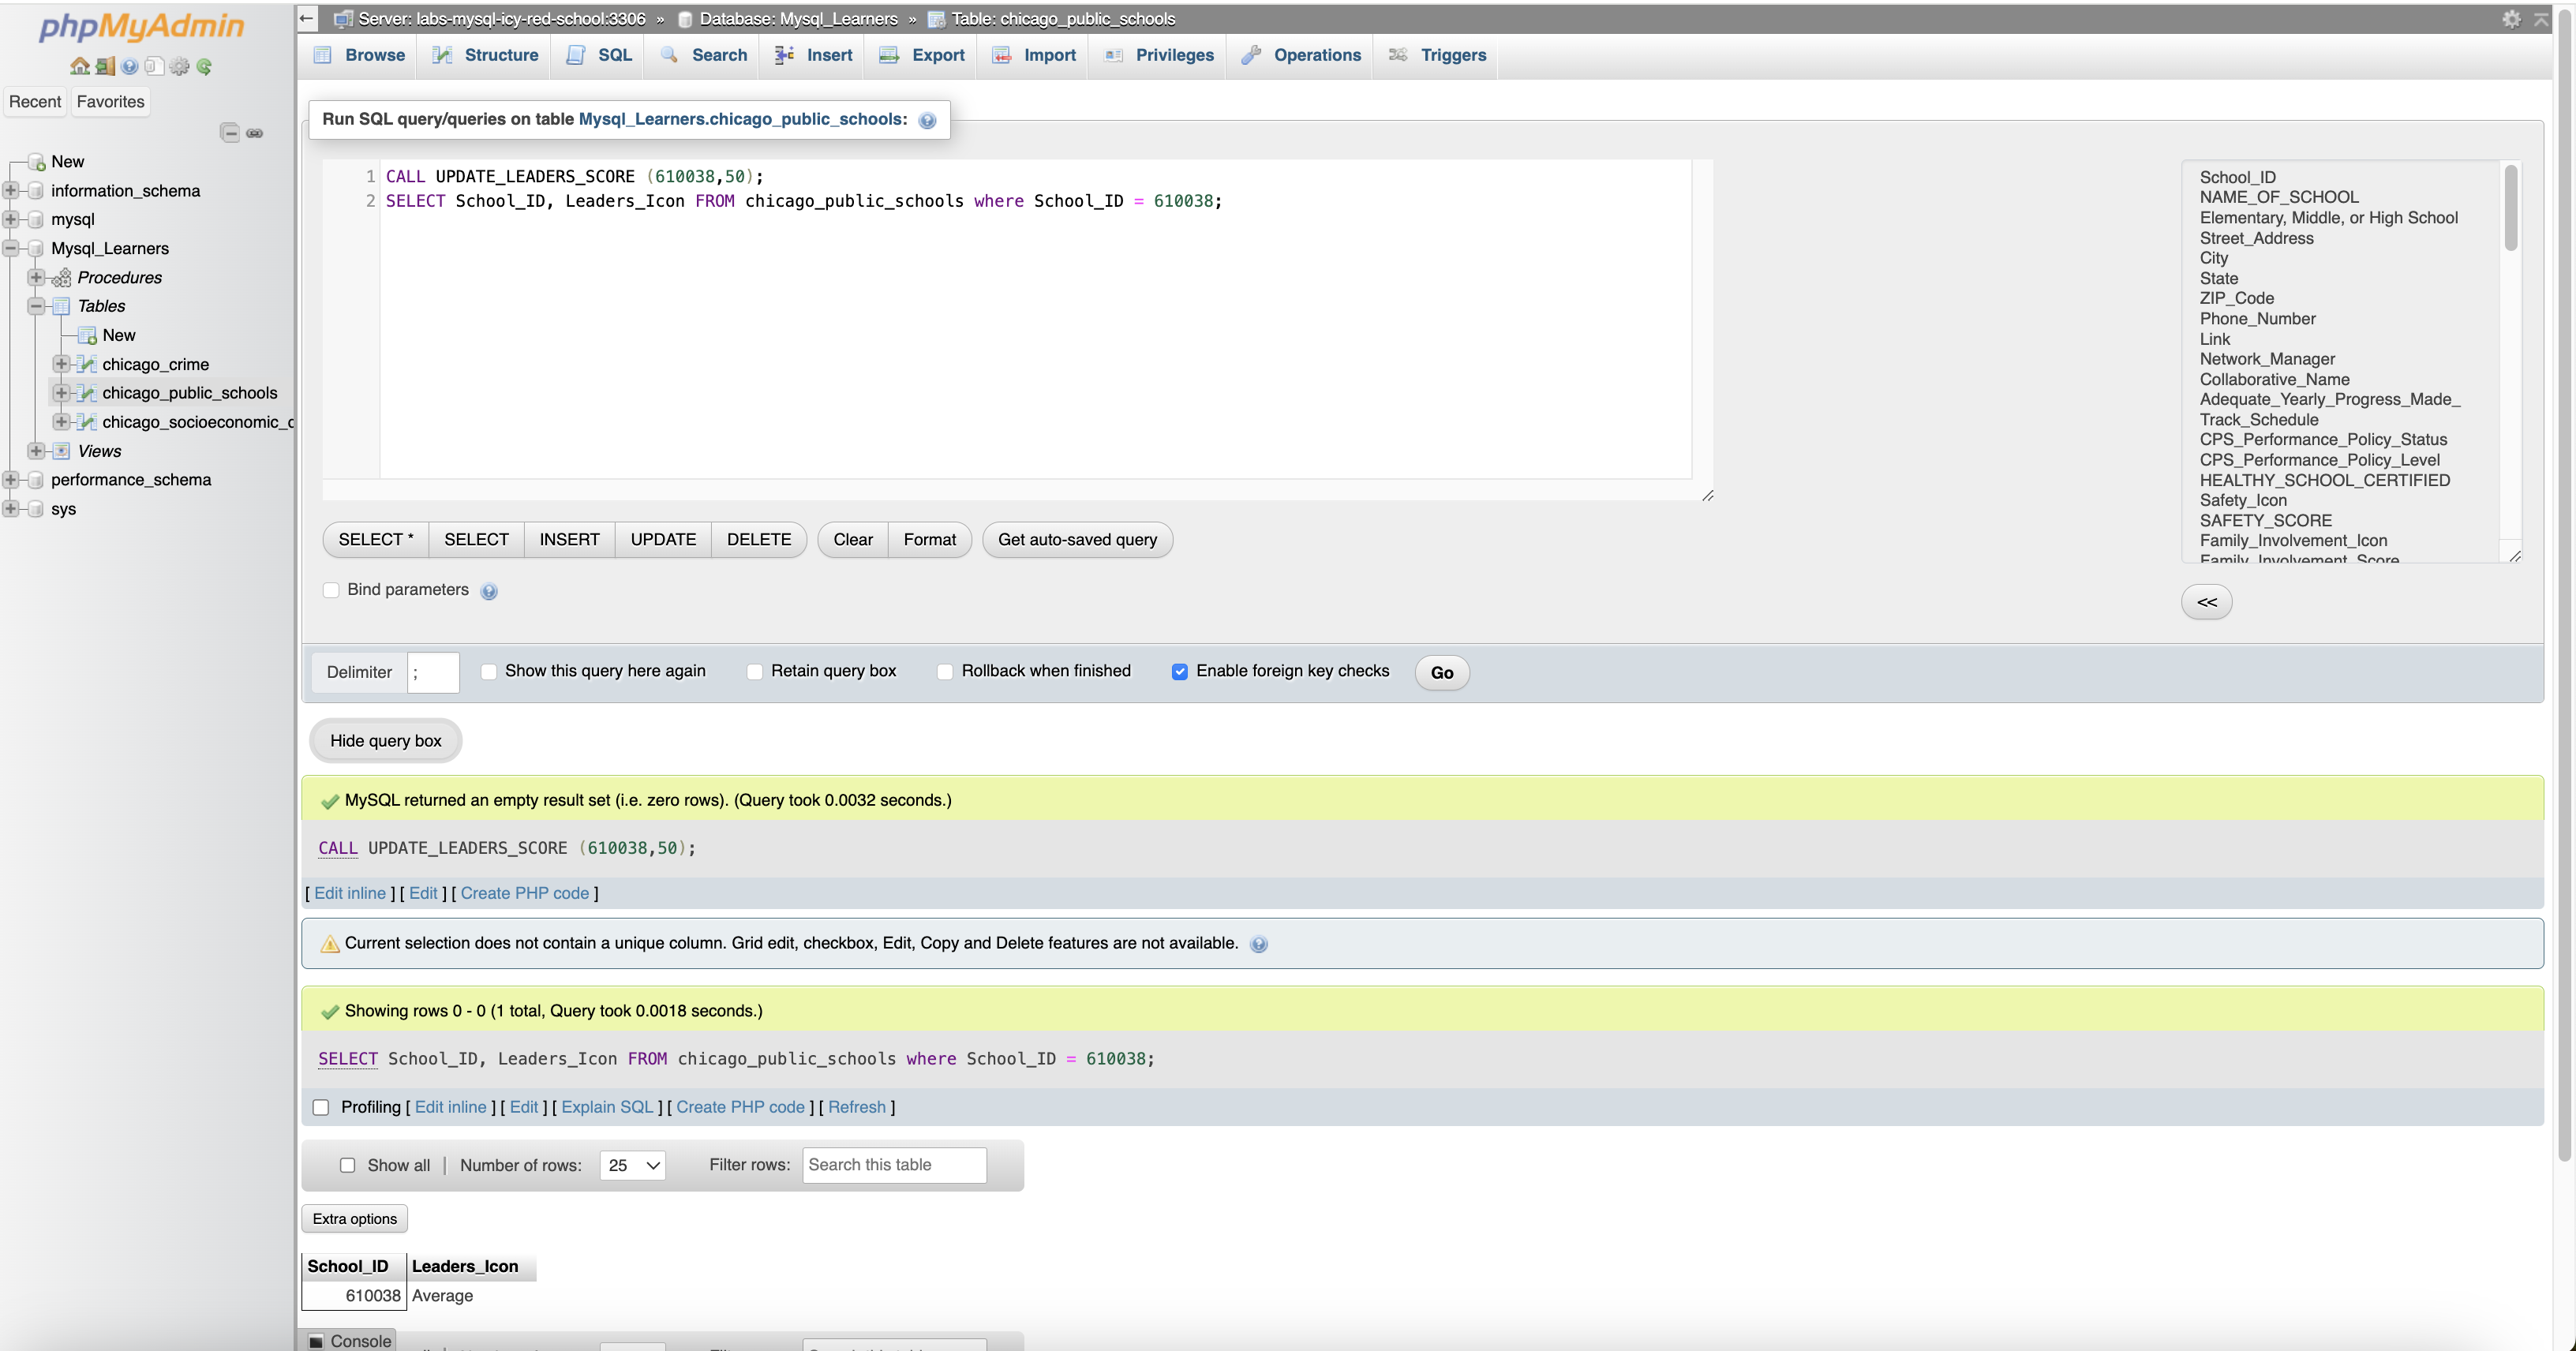 phpMyAdmin
Recent Favorites
New
information_schema
mysql
Mysql_Learners
Procedures
Tables
New
chicago_crime
chicago_public_schools
chicago_socioeconomic_
Views
performance_schema
sys
Server: labs-mysql-icy-red-school:3306 » Database: Mysql_Learners » Table: chicago_public_schools
Browse Structure SQL Search Insert Export Import Privileges Operations Triggers
Run SQL query/queries on table Mysql_Learners.chicago_public_schools:
1 CALL UPDATE_LEADERS_SCORE (610038,50);
2 SELECT School_ID, Leaders_Icon FROM chicago_public_schools where School_ID = 610038;
School_ID
NAME_OF_SCHOOL
Elementary, Middle, or High School
Street_Address
City
State
ZIP_Code
Phone_Number
Link
Network_Manager
Collaborative_Name
Adequate_Yearly_Progress_Made_
Track_Schedule
CPS_Performance_Policy_Status
CPS_Performance_Policy_Level
HEALTHY_SCHOOL_CERTIFIED
Safety_Icon
SAFETY_SCORE
Family_Involvement_Icon
Family_Involvement_Score
<<
SELECT * SELECT INSERT UPDATE DELETE Clear Format Get auto-saved query
Bind parameters
Delimiter ; Show this query here again Retain query box Rollback when finished Enable foreign key checks Go
Hide query box
MySQL returned an empty result set (i.e. zero rows). (Query took 0.0032 seconds.)
CALL UPDATE_LEADERS_SCORE (610038,50);
[ Edit inline ] [ Edit ] [ Create PHP code ]
Current selection does not contain a unique column. Grid edit, checkbox, Edit, Copy and Delete features are not available.
Showing rows 0 - 0 (1 total, Query took 0.0018 seconds.)
SELECT School_ID, Leaders_Icon FROM chicago_public_schools where School_ID = 610038;
Profiling [ Edit inline ] [ Edit ] [ Explain SQL ] [ Create PHP code ] [ Refresh ]
Show all | Number of rows: 25 Filter rows: Search this table
Extra options
School_ID Leaders_Icon
610038 Average
Console